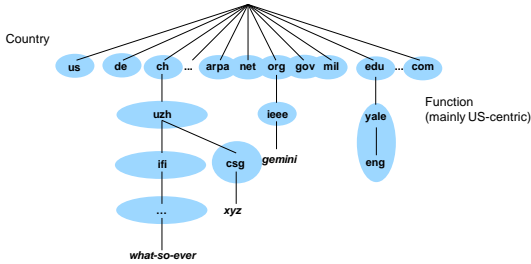 Country
us de ch ... arpa net org gov mil edu ... com
Function
(mainly US-centric)
uzh ieee yale
ifi csg gemini eng
... xyz
what-so-ever